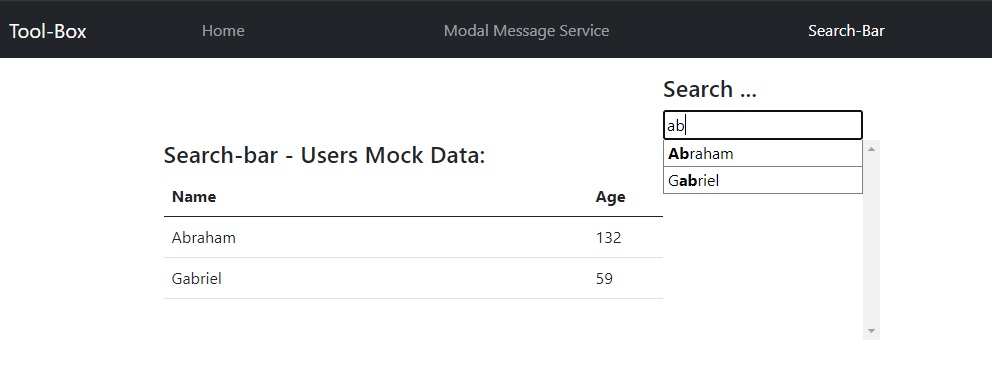 Tool-Box Home Modal Message Service Search-Bar
Search ...
ab
Abraham
Gabriel
Search-bar - Users Mock Data:
Name Age
Abraham 132
Gabriel 59